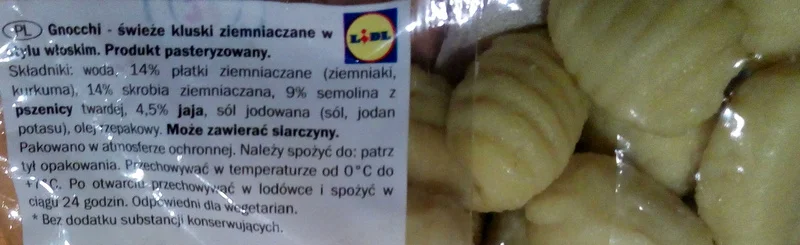 PL Gnocchi - świeże kluski ziemniaczane w
stylu włoskim. Produkt pasteryzowany.
Składniki: woda, 14% płatki ziemniaczane (ziemniaki,
kurkuma), 14% skrobia ziemniaczana, 9% semolina z
pszenicy twardej, 4,5% jaja, sól jodowana (sól, jodan
potasu), olej rzepakowy. Może zawierać siarczyny.
Pakowano w atmosferze ochronnej. Należy spożyć do: patrz
tył opakowania. Przechowywać w temperaturze od 0°C do
+7°C. Po otwarciu przechowywać w lodówce i spożyć w
ciągu 24 godzin. Odpowiedni dla wegetarian.
* Bez dodatku substancji konserwujących.
LIDL